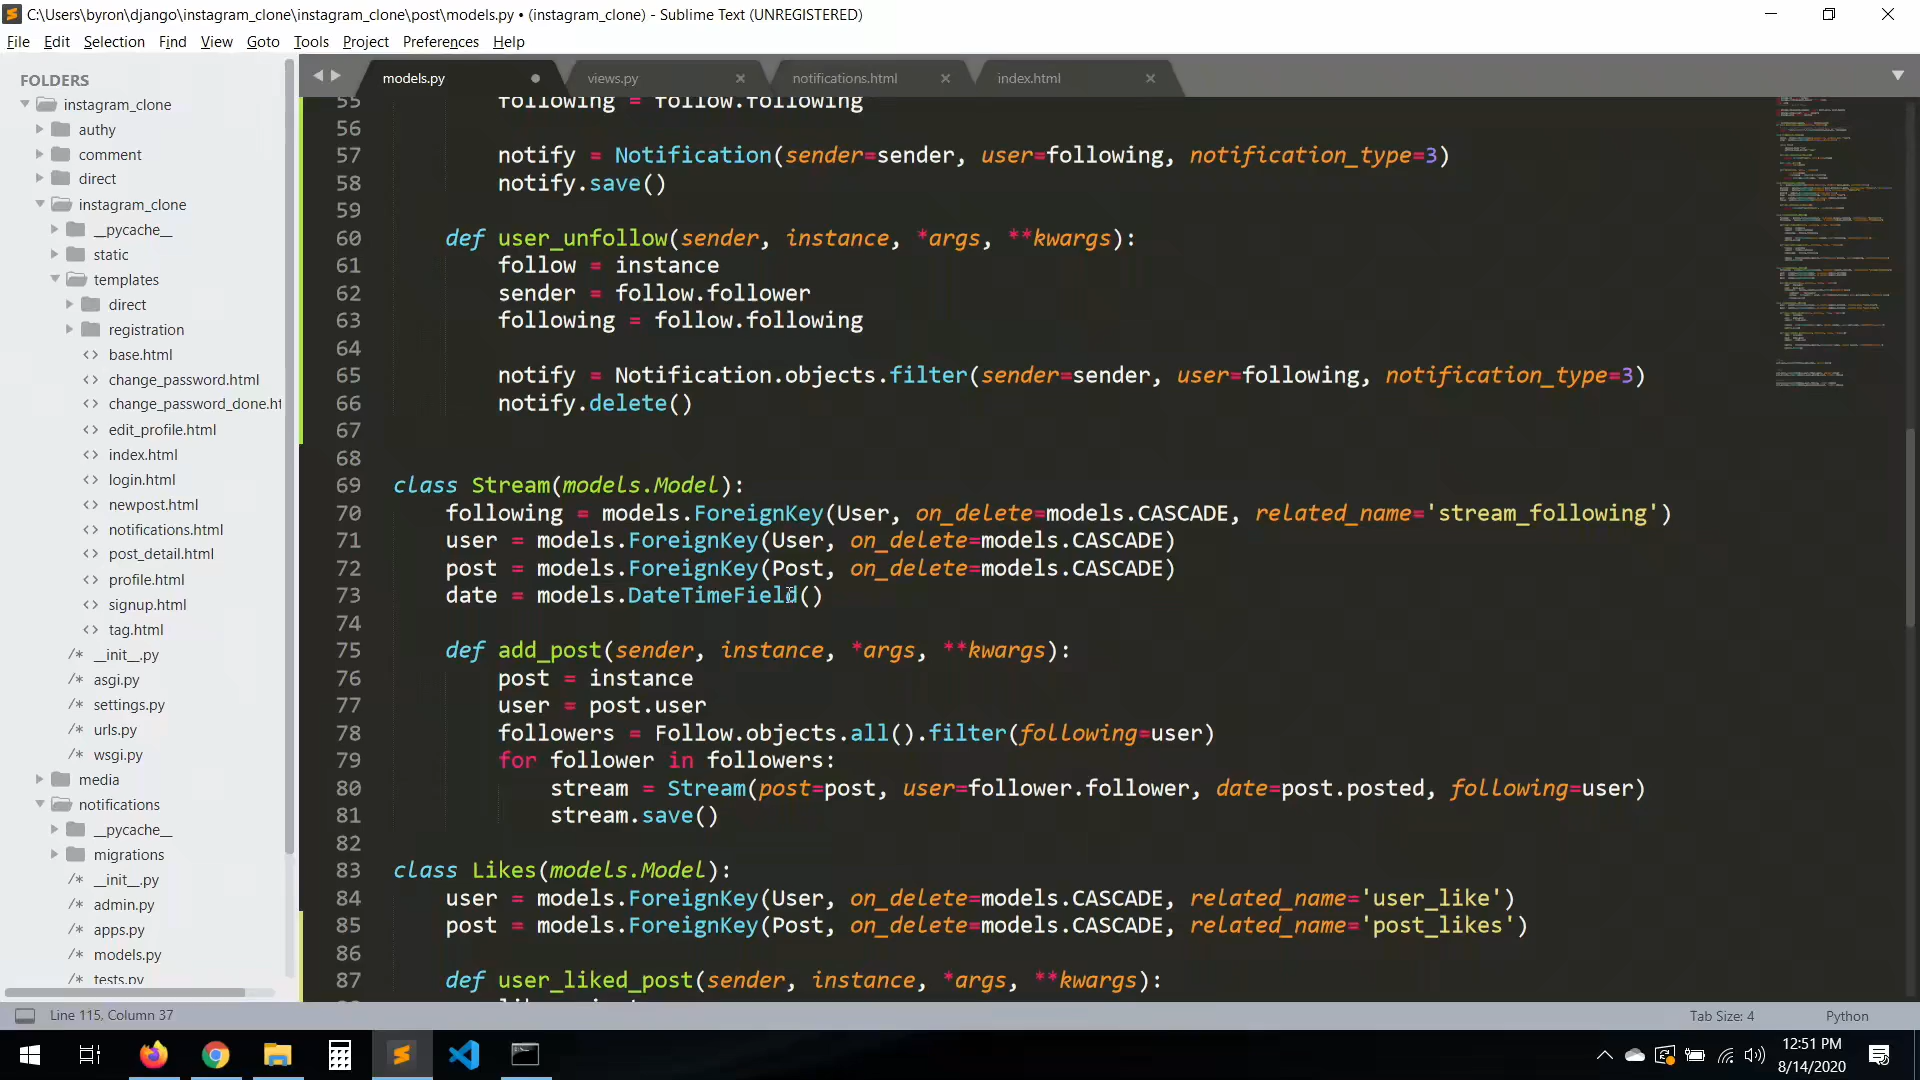 C:\Users\byron\django\instagram_clone\instagram_clone\post\models.py • (instagram_clone) - Sublime Text (UNREGISTERED)
File Edit Selection Find View Goto Tools Project Preferences Help
FOLDERS
instagram_clone
authy
comment
direct
instagram_clone
__pycache__
static
templates
direct
registration
<> base.html
<> change_password.html
<> change_password_done.ht
<> edit_profile.html
<> index.html
<> login.html
<> newpost.html
<> notifications.html
<> post_detail.html
<> profile.html
<> signup.html
<> tag.html
/* __init__.py
/* asgi.py
/* settings.py
/* urls.py
/* wsgi.py
media
notifications
__pycache__
migrations
/* __init__.py
/* admin.py
/* apps.py
/* models.py
/* tests.py
models.py views.py notifications.html index.html
55         following = follow.following
56
57         notify = Notification(sender=sender, user=following, notification_type=3)
58         notify.save()
59
60     def user_unfollow(sender, instance, *args, **kwargs):
61         follow = instance
62         sender = follow.follower
63         following = follow.following
64
65         notify = Notification.objects.filter(sender=sender, user=following, notification_type=3)
66         notify.delete()
67
68
69 class Stream(models.Model):
70     following = models.ForeignKey(User, on_delete=models.CASCADE, related_name='stream_following')
71     user = models.ForeignKey(User, on_delete=models.CASCADE)
72     post = models.ForeignKey(Post, on_delete=models.CASCADE)
73     date = models.DateTimeField()
74
75     def add_post(sender, instance, *args, **kwargs):
76         post = instance
77         user = post.user
78         followers = Follow.objects.all().filter(following=user)
79         for follower in followers:
80             stream = Stream(post=post, user=follower.follower, date=post.posted, following=user)
81             stream.save()
82
83 class Likes(models.Model):
84     user = models.ForeignKey(User, on_delete=models.CASCADE, related_name='user_like')
85     post = models.ForeignKey(Post, on_delete=models.CASCADE, related_name='post_likes')
86
87     def user_liked_post(sender, instance, *args, **kwargs):
Line 115, Column 37 Tab Size: 4 Python
12:51 PM
8/14/2020